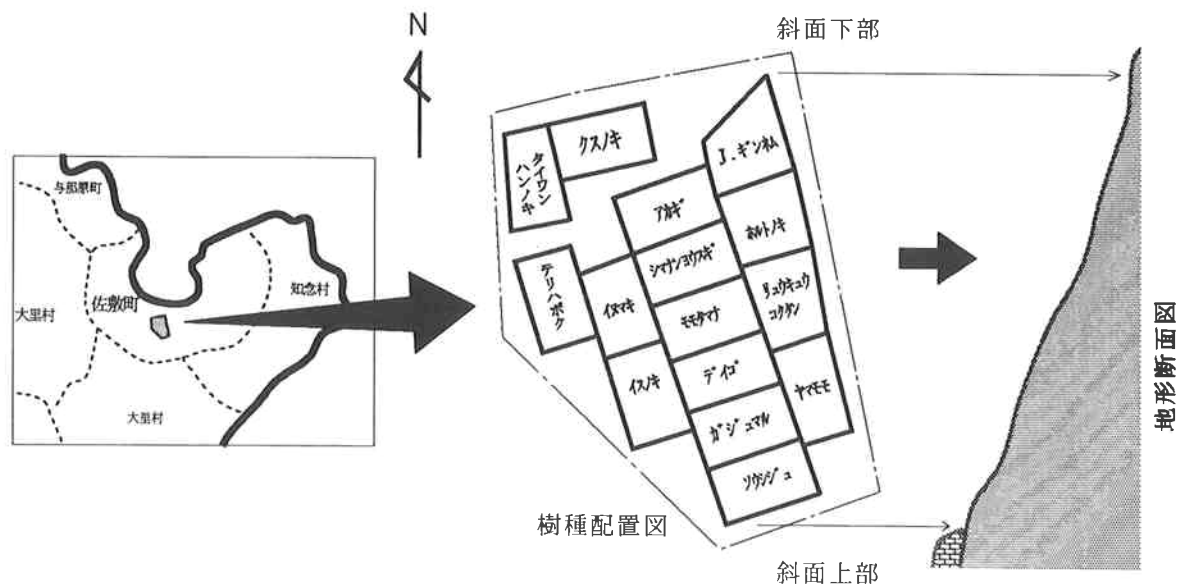 N
与那原町
佐敷町
知念村
大里村
大里村
斜面下部
クスノキ
タイワン
ハンノキ
J.ギンネム
アカギ
ホルトノキ
シマナンヨウスギ
テリハボク
イヌマキ
リュウキュウ
コクタン
モモタマナ
イスノキ
デイゴ
ヤマモモ
ガジュマル
ソウシジュ
樹種配置図
斜面上部
地形断面図